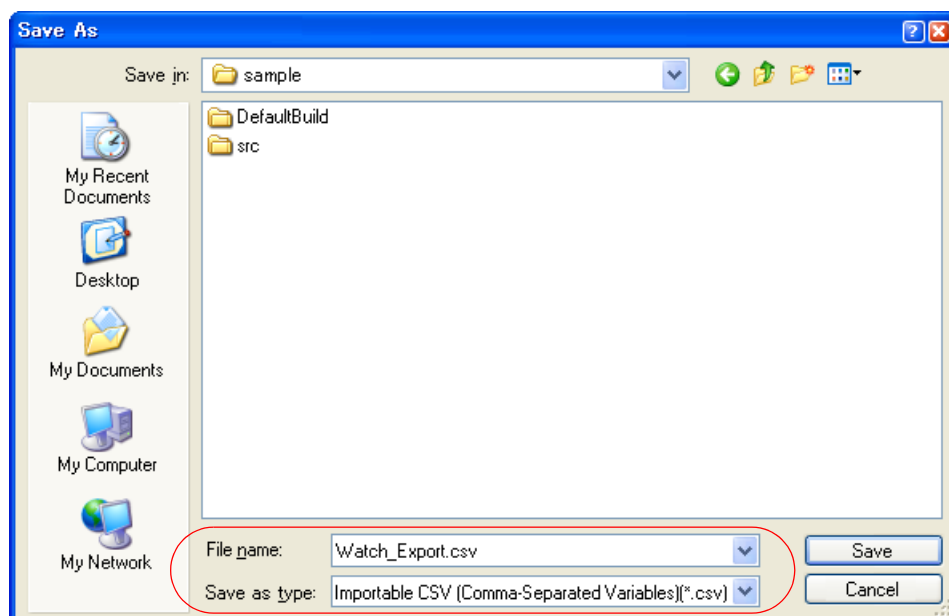 Save As
Save in: sample
DefaultBuild
src
My Recent
Documents
Desktop
My Documents
My Computer
My Network
File name: Watch_Export.csv Save
Save as type: Importable CSV (Comma-Separated Variables)(*.csv) Cancel